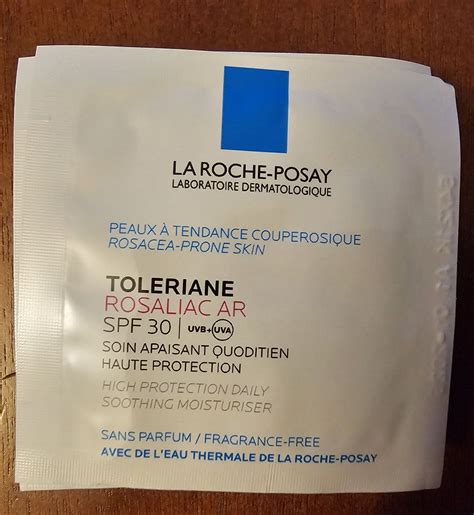 LA ROCHE-POSAY
LABORATOIRE DERMATOLOGIQUE
PEAUX À TENDANCE COUPEROSIQUE
ROSACEA-PRONE SKIN
TOLERIANE
ROSALIAC AR
SPF 30 | UVB+UVA
SOIN APAISANT QUODITIEN
HAUTE PROTECTION
HIGH PROTECTION DAILY
SOOTHING MOISTURISER
SANS PARFUM / FRAGRANCE-FREE
AVEC DE L'EAU THERMALE DE LA ROCHE-POSAY